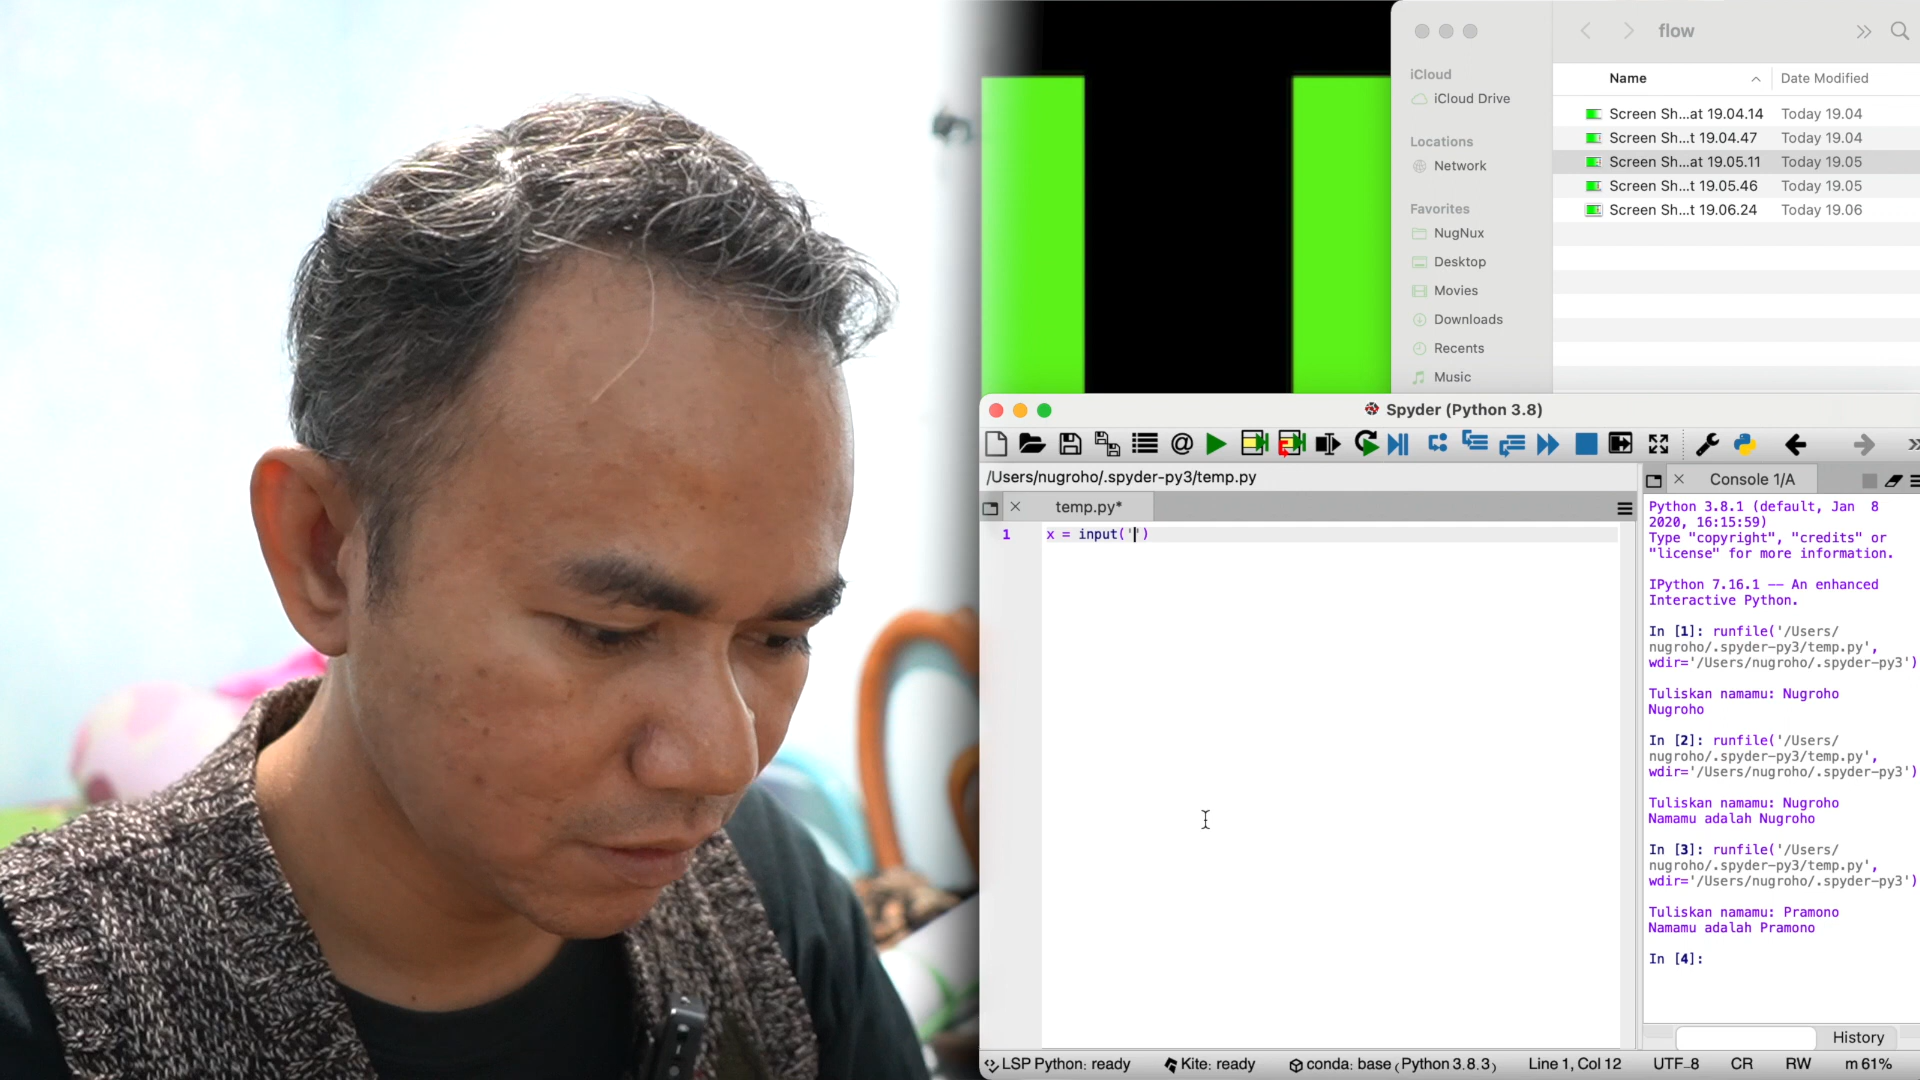 flow
iCloud
iCloud Drive
Locations
Network
Favorites
NugNux
Desktop
Movies
Downloads
Recents
Music
Name Date Modified
Screen Sh...at 19.04.14 Today 19.04
Screen Sh...t 19.04.47 Today 19.04
Screen Sh...at 19.05.11 Today 19.05
Screen Sh...t 19.05.46 Today 19.05
Screen Sh...t 19.06.24 Today 19.06
Spyder (Python 3.8)
/Users/nugroho/.spyder-py3/temp.py
temp.py*
1 x = input('')
Console 1/A
Python 3.8.1 (default, Jan 8
2020, 16:15:59)
Type "copyright", "credits" or
"license" for more information.
IPython 7.16.1 -- An enhanced
Interactive Python.
In [1]: runfile('/Users/
nugroho/.spyder-py3/temp.py',
wdir='/Users/nugroho/.spyder-py3')
Tuliskan namamu: Nugroho
Nugroho
In [2]: runfile('/Users/
nugroho/.spyder-py3/temp.py',
wdir='/Users/nugroho/.spyder-py3')
Tuliskan namamu: Nugroho
Namamu adalah Nugroho
In [3]: runfile('/Users/
nugroho/.spyder-py3/temp.py',
wdir='/Users/nugroho/.spyder-py3')
Tuliskan namamu: Pramono
Namamu adalah Pramono
In [4]:
History
LSP Python: ready Kite: ready conda: base (Python 3.8.3) Line 1, Col 12 UTF-8 CR RW m 61%